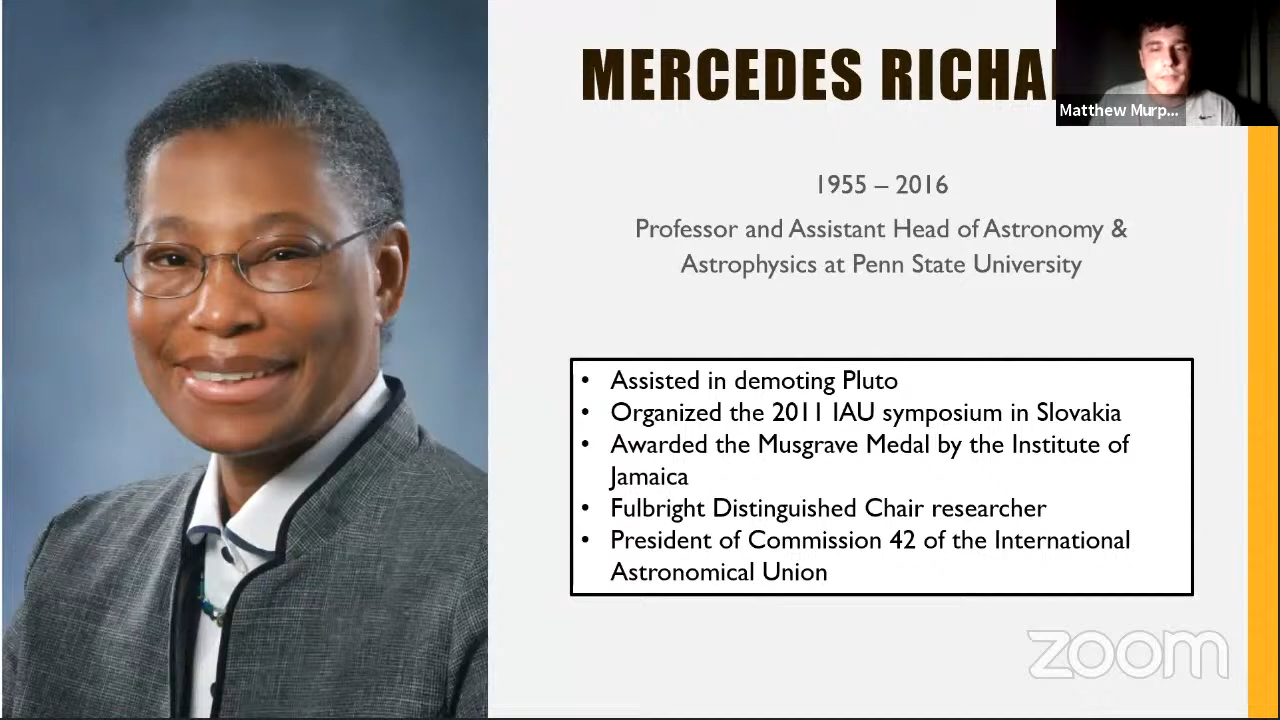 MERCEDES RICHA
Matthew Murp...
1955 – 2016
Professor and Assistant Head of Astronomy &
Astrophysics at Penn State University
• Assisted in demoting Pluto
• Organized the 2011 IAU symposium in Slovakia
• Awarded the Musgrave Medal by the Institute of
Jamaica
• Fulbright Distinguished Chair researcher
• President of Commission 42 of the International
Astronomical Union
zoom